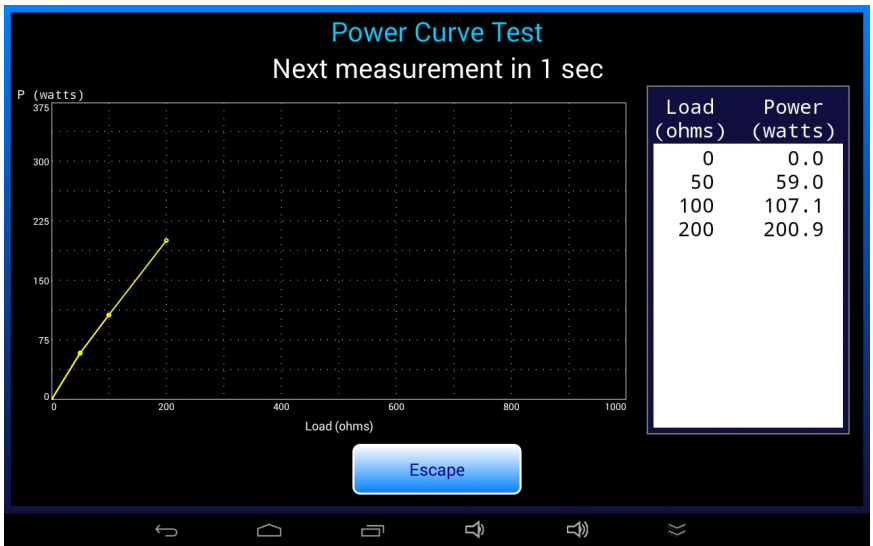 Power Curve Test
Next measurement in 1 sec
P (watts)
375
300
225
150
75
0
0 200 400 600 800 1000
Load (ohms)
Load Power
(ohms) (watts)
0 0.0
50 59.0
100 107.1
200 200.9
Escape